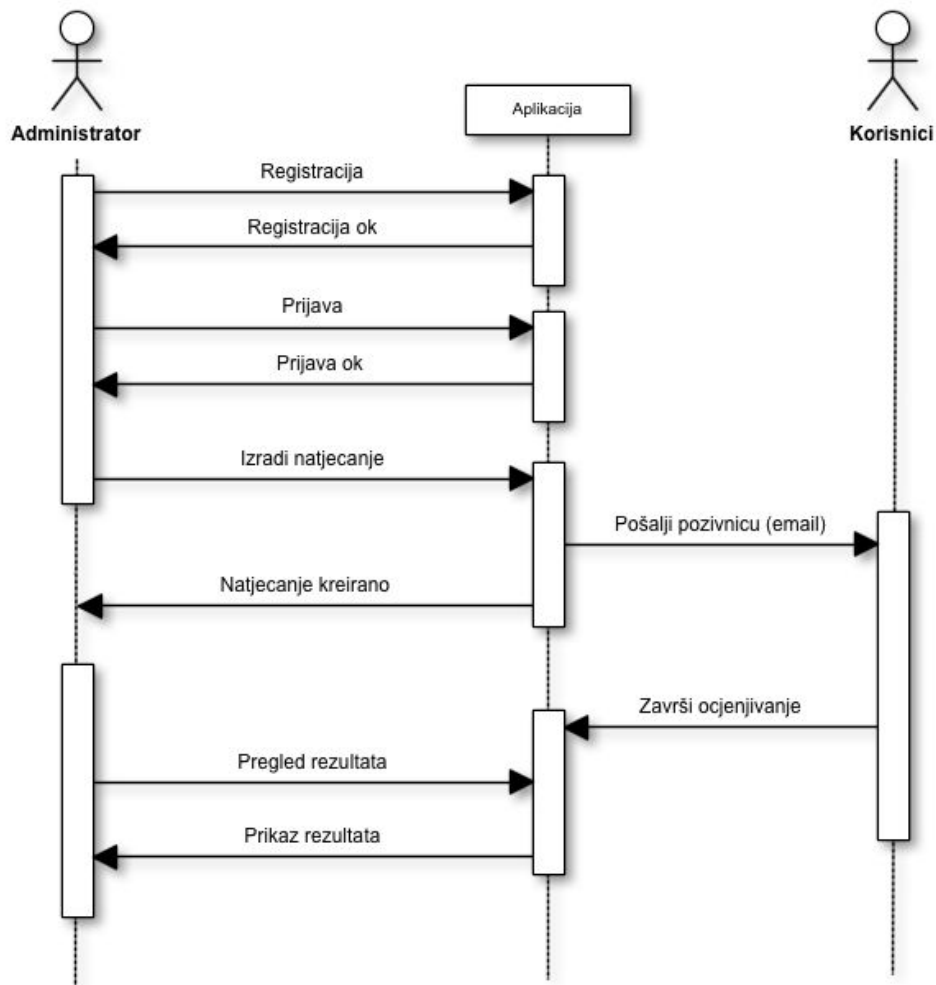 Aplikacija
Administrator
Korisnici
Registracija
Registracija ok
Prijava
Prijava ok
Izradi natjecanje
Pošalji pozivnicu (email)
Natjecanje kreirano
Završi ocjenjivanje
Pregled rezultata
Prikaz rezultata